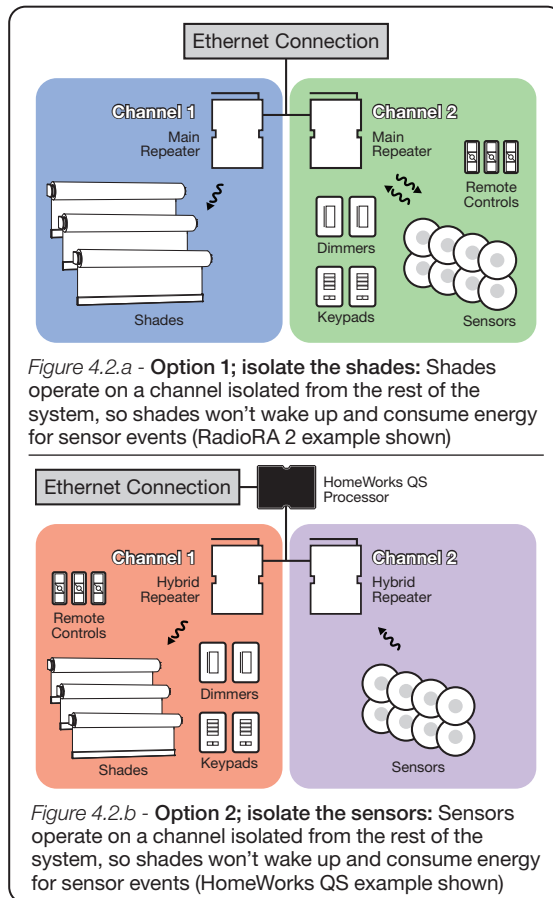 Ethernet Connection
Channel 1
Main
Repeater
Shades
Channel 2
Main
Repeater
Remote
Controls
Dimmers
Keypads
Sensors
Figure 4.2.a - Option 1; isolate the shades: Shades
operate on a channel isolated from the rest of the
system, so shades won’t wake up and consume energy
for sensor events (RadioRA 2 example shown)
Ethernet Connection
HomeWorks QS
Processor
Channel 1
Hybrid
Repeater
Remote
Controls
Dimmers
Shades
Keypads
Channel 2
Hybrid
Repeater
Sensors
Figure 4.2.b - Option 2; isolate the sensors: Sensors
operate on a channel isolated from the rest of the
system, so shades won’t wake up and consume energy
for sensor events (HomeWorks QS example shown)